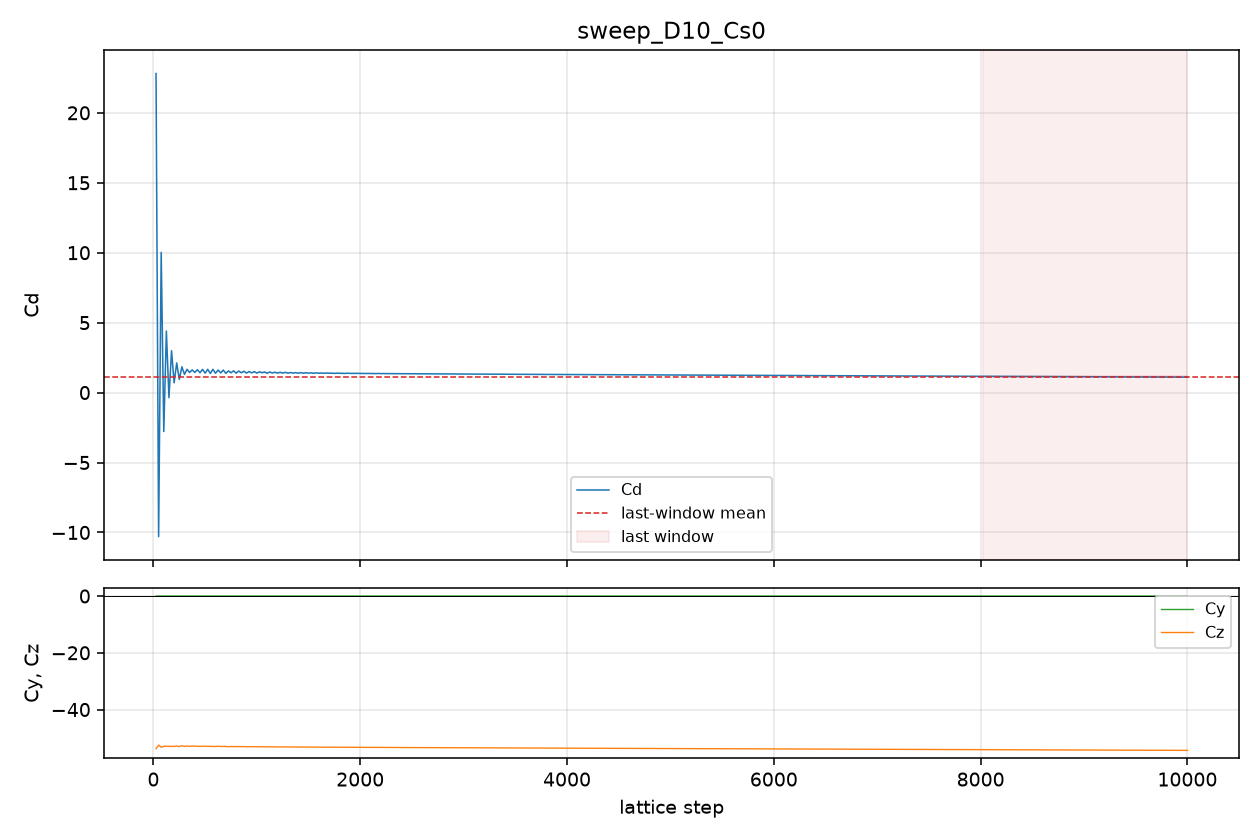 sweep_D10_Cs0
20
15
10
5
0
−5
−10
Cd
Cd
last-window mean
last window
0
−20
−40
Cy, Cz
Cy
Cz
0
2000
4000
6000
8000
10000
lattice step